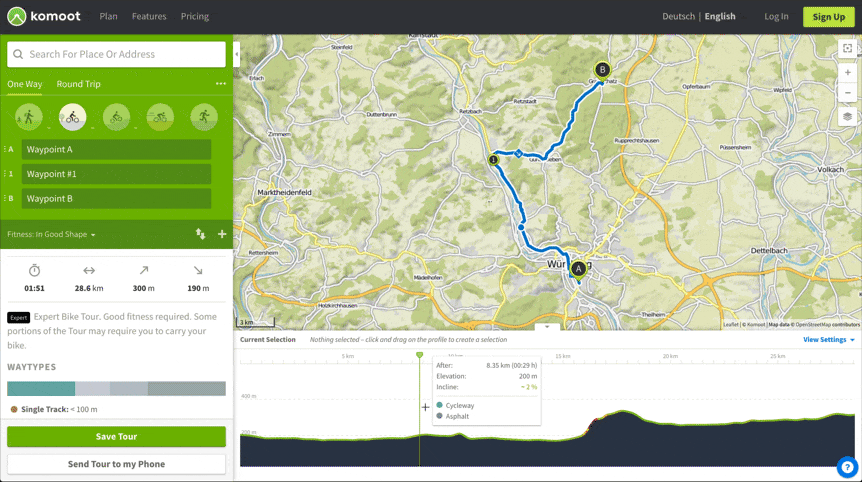 komoot
Plan
Features
Pricing
Deutsch | English
Log In
Sign Up
Search For Place Or Address
One Way
Round Trip
A
Waypoint A
1
Waypoint #1
B
Waypoint B
Fitness: In Good Shape
01:51
28.6 km
300 m
190 m
Expert Expert Bike Tour. Good fitness required. Some
portions of the Tour may require you to carry your
bike.
WAYTYPES
Single Track: < 100 m
Save Tour
Send Tour to my Phone
Steinfeld
Erlach
Zimmern
Duttenbrunn
Retzbach
Retzstadt
B
Opferbaum
Wipfeld
Rupprechtshausen
Püssensheim
Volkach
1
Marktheidenfeld
Rettersheim
Dettelbach
A
Mädelhofen
Holzkirchhausen
Theilheim
3 km
Leaflet | © Komoot | Map data © OpenStreetMap contributors
Current Selection
Nothing selected – click and drag on the profile to create a selection
View Settings
5 km
10 km
15 km
20 km
25 km
400 m
200 m
After: 8.35 km (00:29 h)
Elevation: 200 m
Incline: ~ 2 %
Cycleway
Asphalt
?